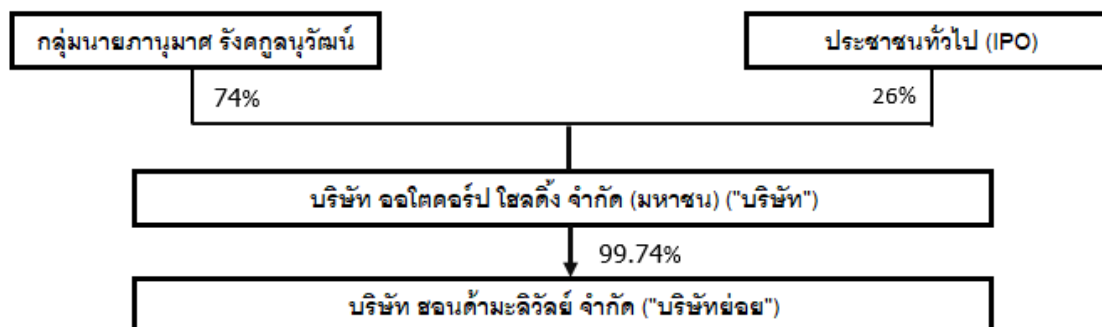 กลุ่มนายภานุมาศ รังคกูลนุวัฒน์
ประชาชนทั่วไป (IPO)
74%
26%
บริษัท ออโตคอร์ป โฮลดิ้ง จำกัด (มหาชน) ("บริษัท")
99.74%
บริษัท ฮอนด้ามะลิวัลย์ จำกัด ("บริษัทย่อย")